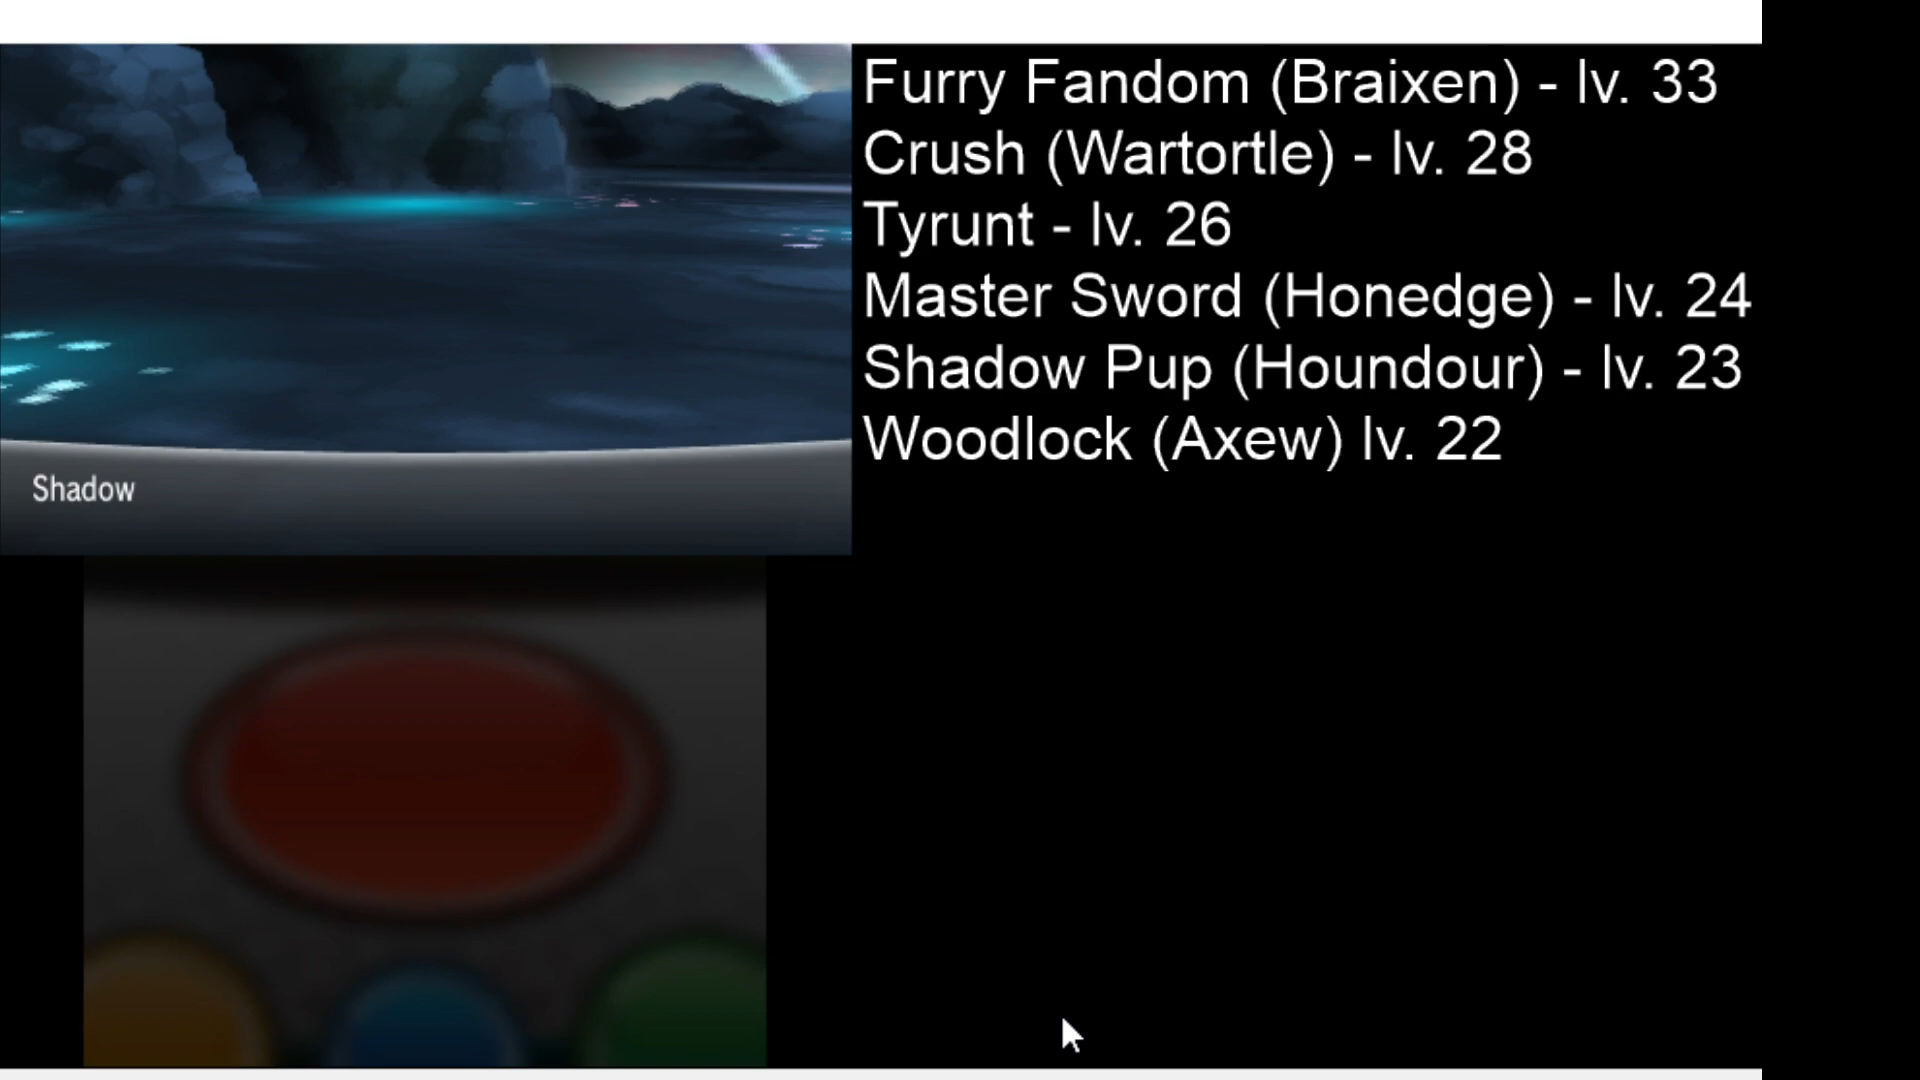 Furry Fandom (Braixen) - lv. 33
Crush (Wartortle) - lv. 28
Tyrunt - lv. 26
Master Sword (Honedge) - lv. 24
Shadow Pup (Houndour) - lv. 23
Woodlock (Axew) lv. 22
Shadow